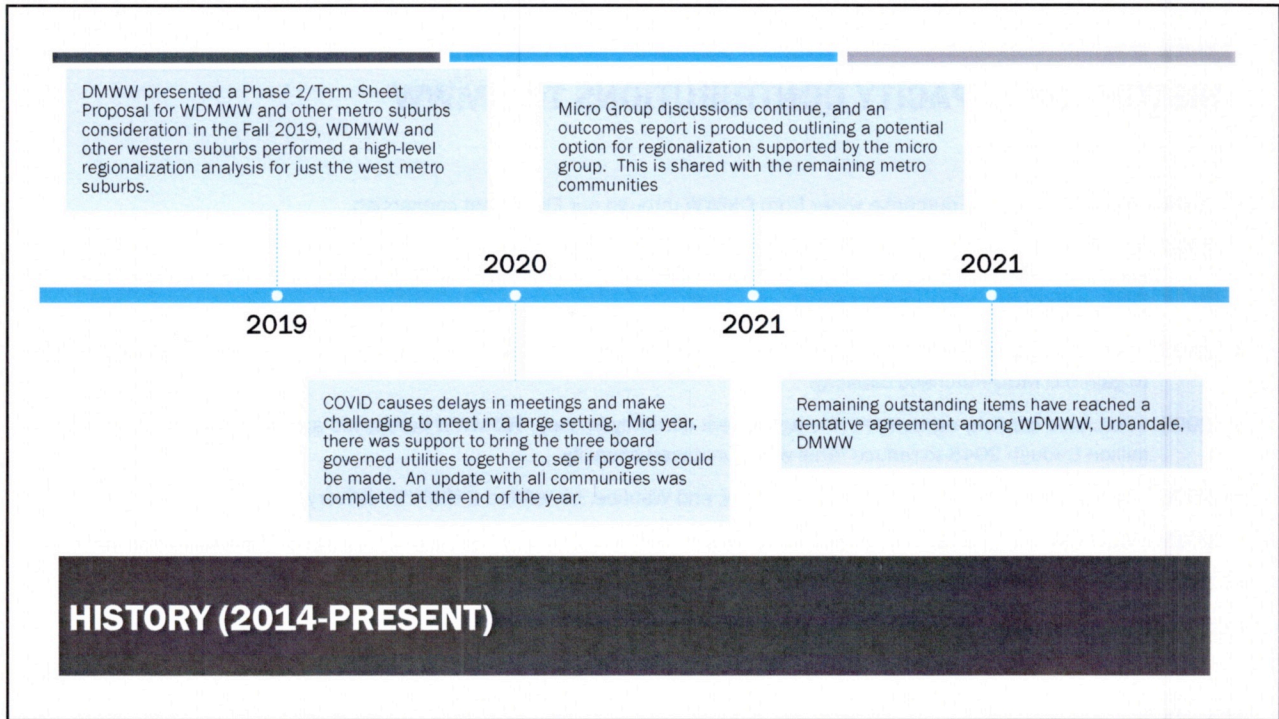 DMWW presented a Phase 2/Term Sheet
Proposal for WDMWW and other metro suburbs
consideration in the Fall 2019, WDMWW and
other western suburbs performed a high-level
regionalization analysis for just the west metro
suburbs.
Micro Group discussions continue, and an
outcomes report is produced outlining a potential
option for regionalization supported by the micro
group. This is shared with the remaining metro
communities
2020
2021
2019
2021
COVID causes delays in meetings and make
challenging to meet in a large setting. Mid year,
there was support to bring the three board
governed utilities together to see if progress could
be made. An update with all communities was
completed at the end of the year.
Remaining outstanding items have reached a
tentative agreement among WDMWW, Urbandale,
DMWW
HISTORY (2014-PRESENT)